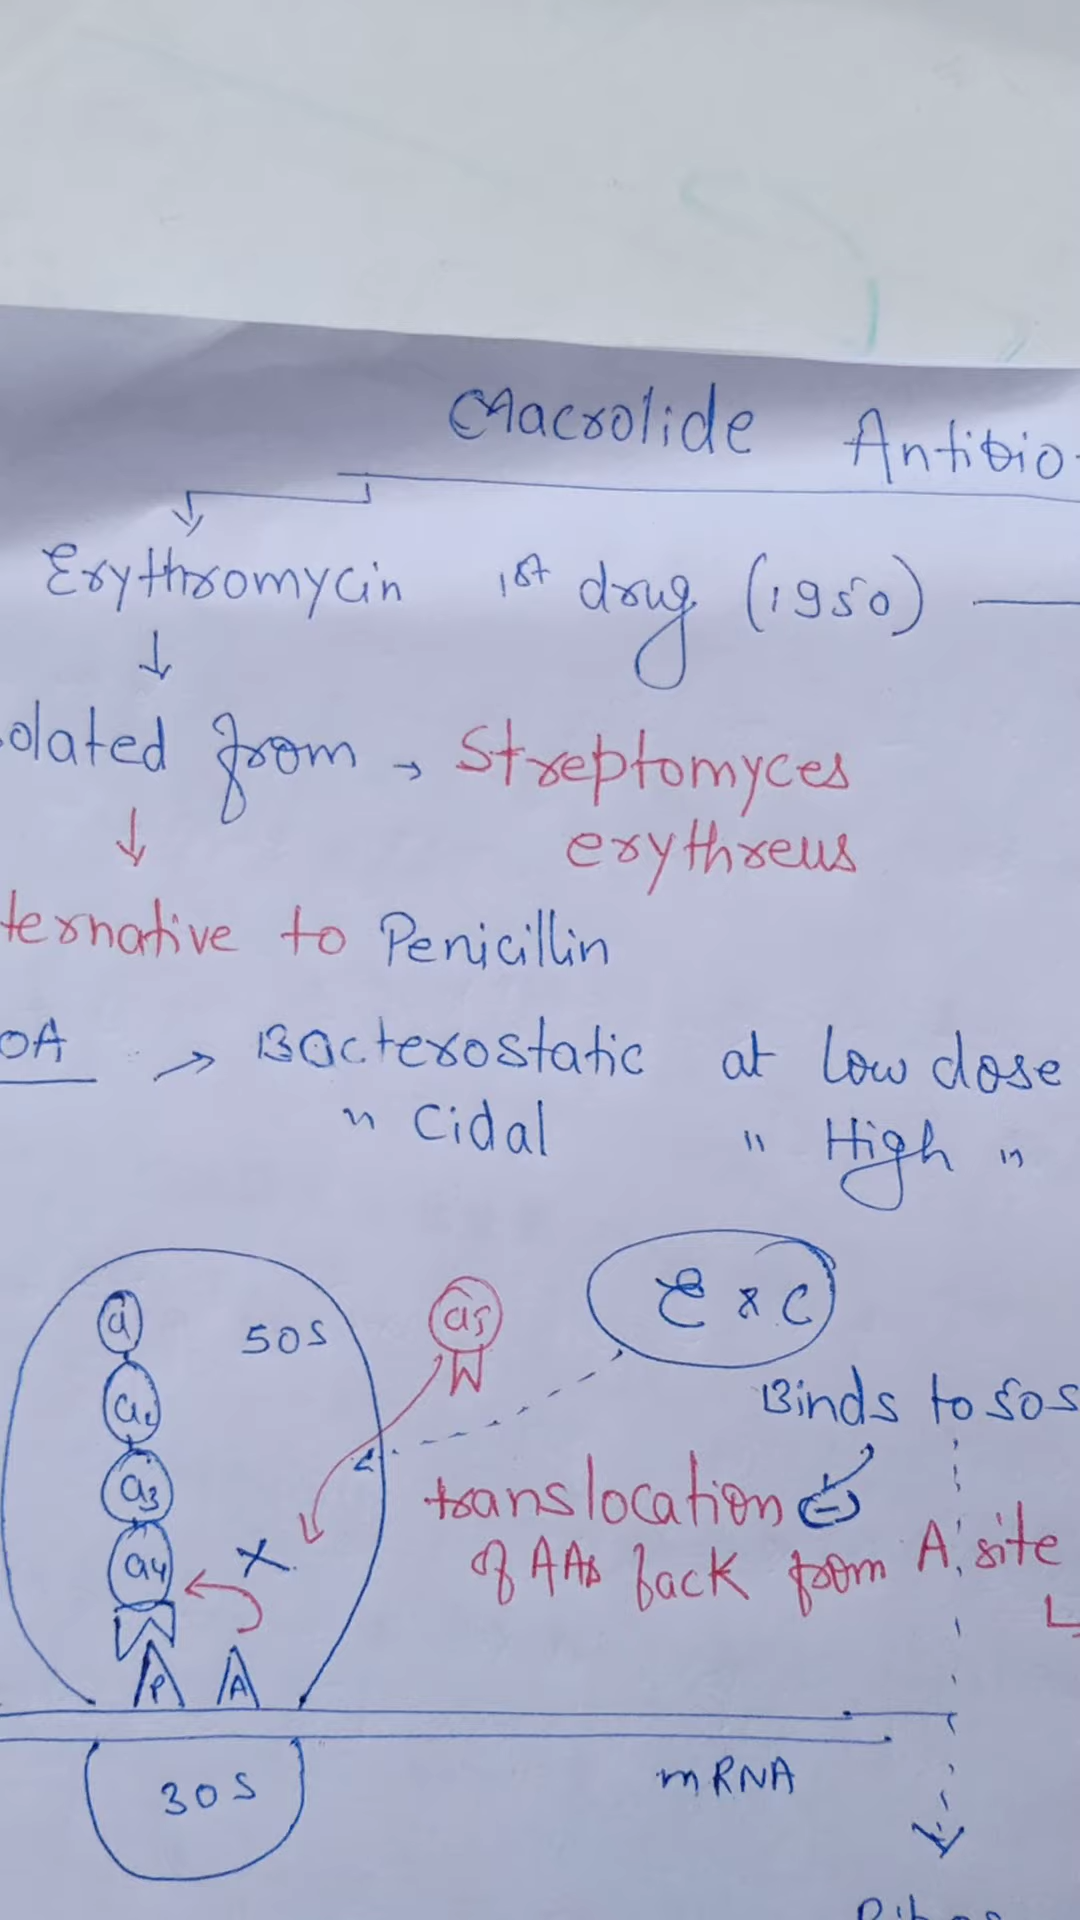 Macrolide Antibio
Erythromycin 1st drug (1950)
olated from → Streptomyces
erythreus
ternative to Penicillin
OA → Bacterostatic at Low dose
" Cidal " High "
a
50S
a5
E & C
a2
Binds to 50S
a3
translocation
a4
X
of AAs back from A site
P A
mRNA
30S